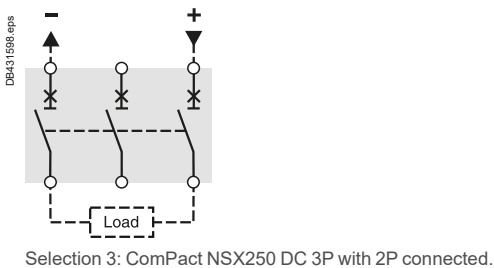 DB431598.eps
− +
Load
Selection 3: ComPact NSX250 DC 3P with 2P connected.